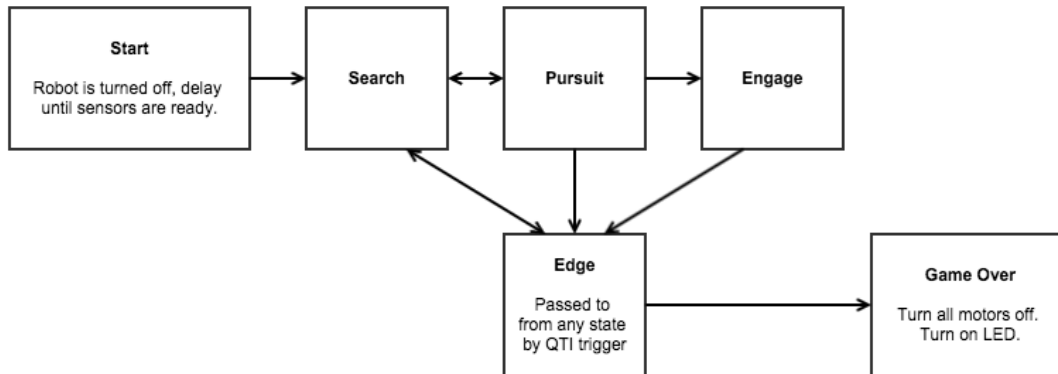 Start
Robot is turned off, delay
until sensors are ready.
Search
Pursuit
Engage
Edge
Passed to
from any state
by QTI trigger
Game Over
Turn all motors off.
Turn on LED.